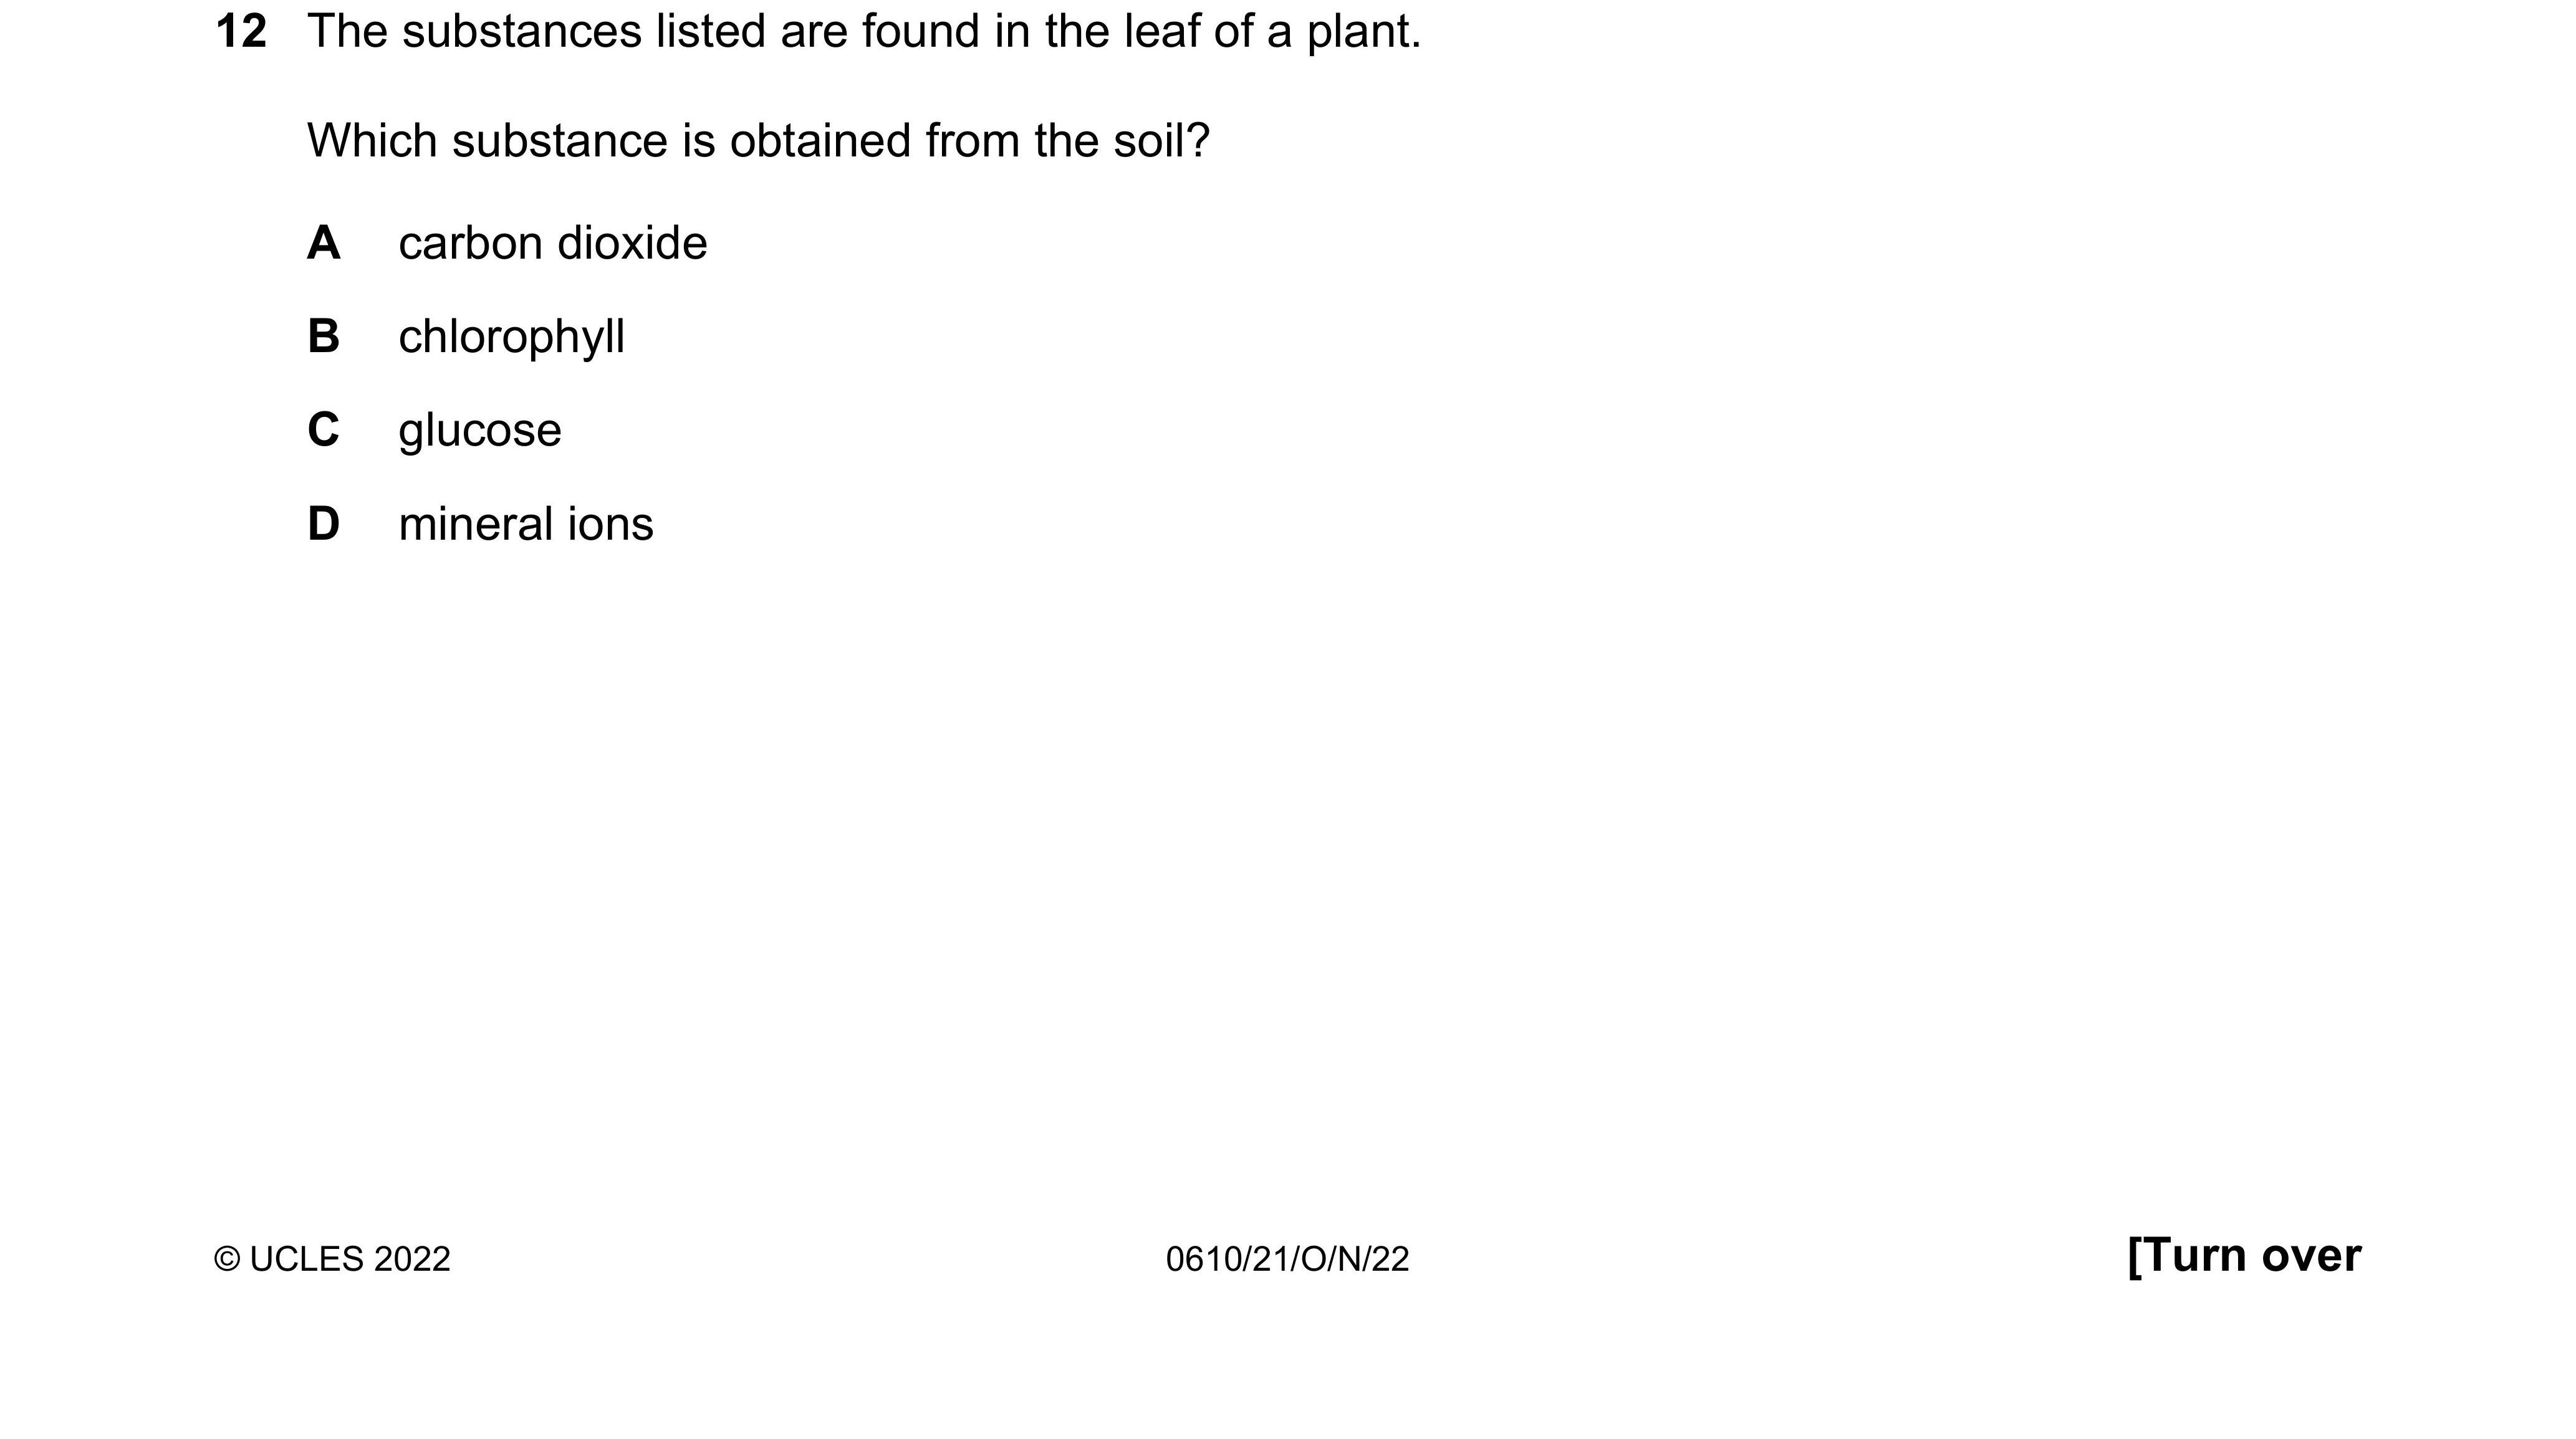 12 The substances listed are found in the leaf of a plant.
Which substance is obtained from the soil?
A carbon dioxide
B chlorophyll
C glucose
D mineral ions
© UCLES 2022 0610/21/O/N/22 [Turn over